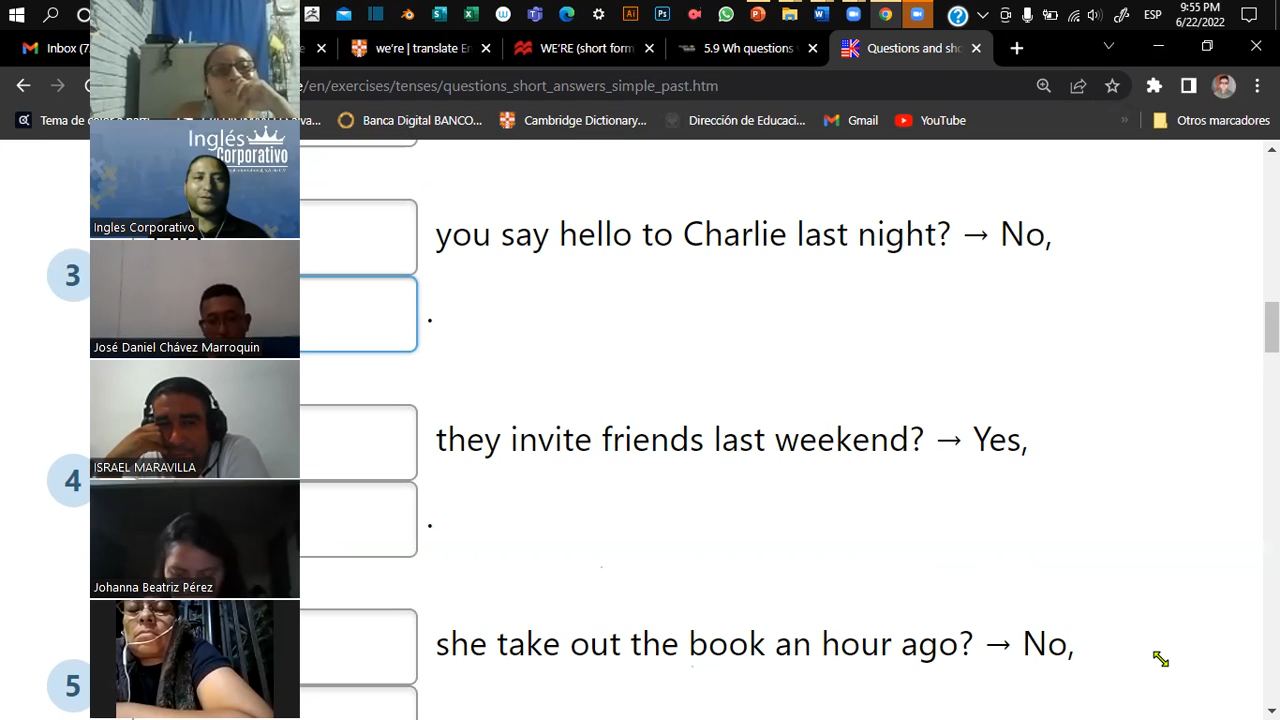 9:53 PM
ESP
6/22/2022
Inbox (7
we're | translate En
WE'RE (short form
5.9 Wh questions
Questions and sho
/en/exercises/tenses/questions_short_answers_simple_past.htm
Tema de
Banca Digital BANCO...
Cambridge Dictionary...
Dirección de Educaci...
Gmail
YouTube
Otros marcadores
Inglés
Corporativo
Ingles Corporativo
José Daniel Chávez Marroquin
ISRAEL MARAVILLA
Johanna Beatriz Pérez
3
you say hello to Charlie last night? → No,
.
4
they invite friends last weekend? → Yes,
.
5
she take out the book an hour ago? → No,